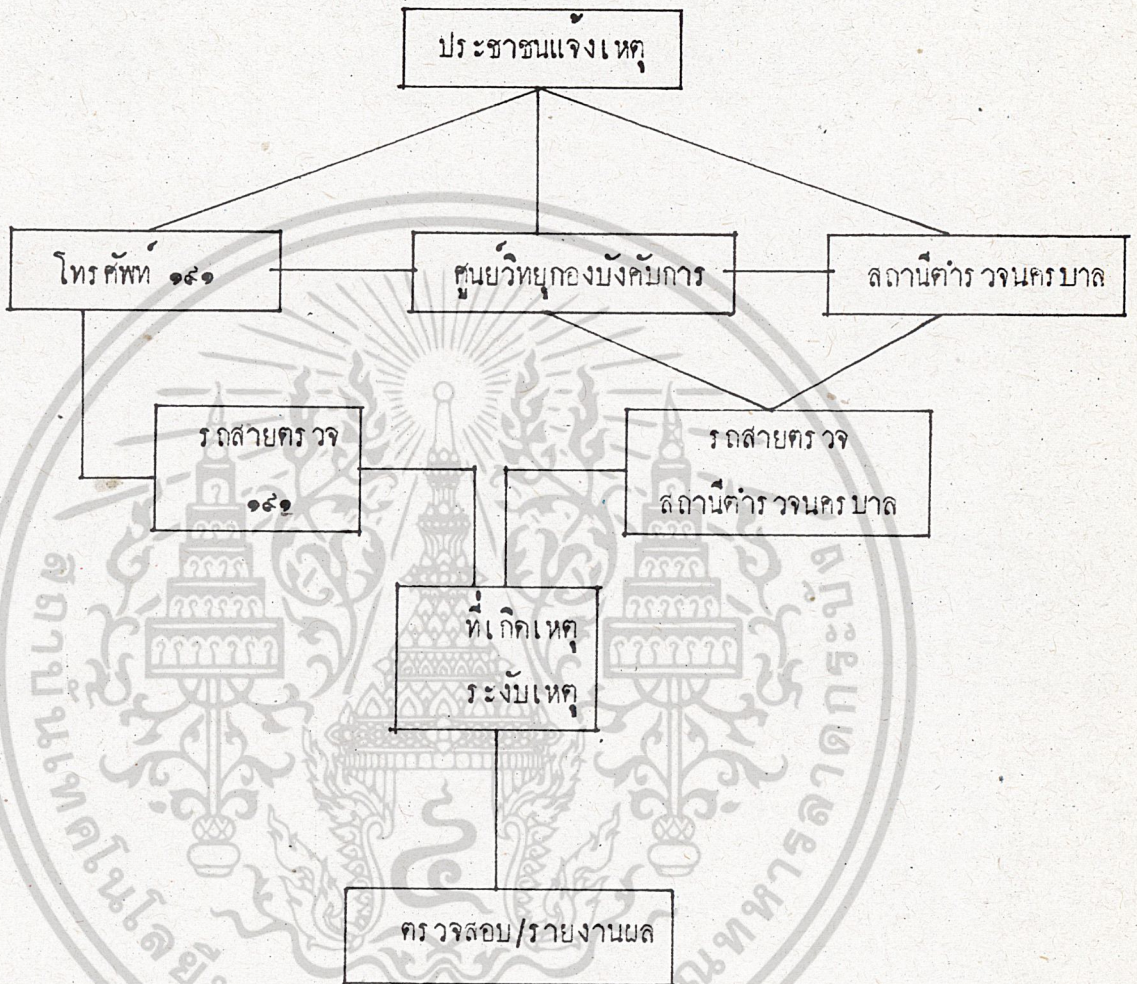 ประชาชนแจ้งเหตุ
โทรศัพท์ ๑๙๑
ศูนย์วิทยุกองบังคับการ
สถานีตำรวจนครบาล
รถสายตรวจ
๑๙๑
รถสายตรวจ
สถานีตำรวจนครบาล
ที่เกิดเหตุ
ระงับเหตุ
ตรวจสอบ/รายงานผล